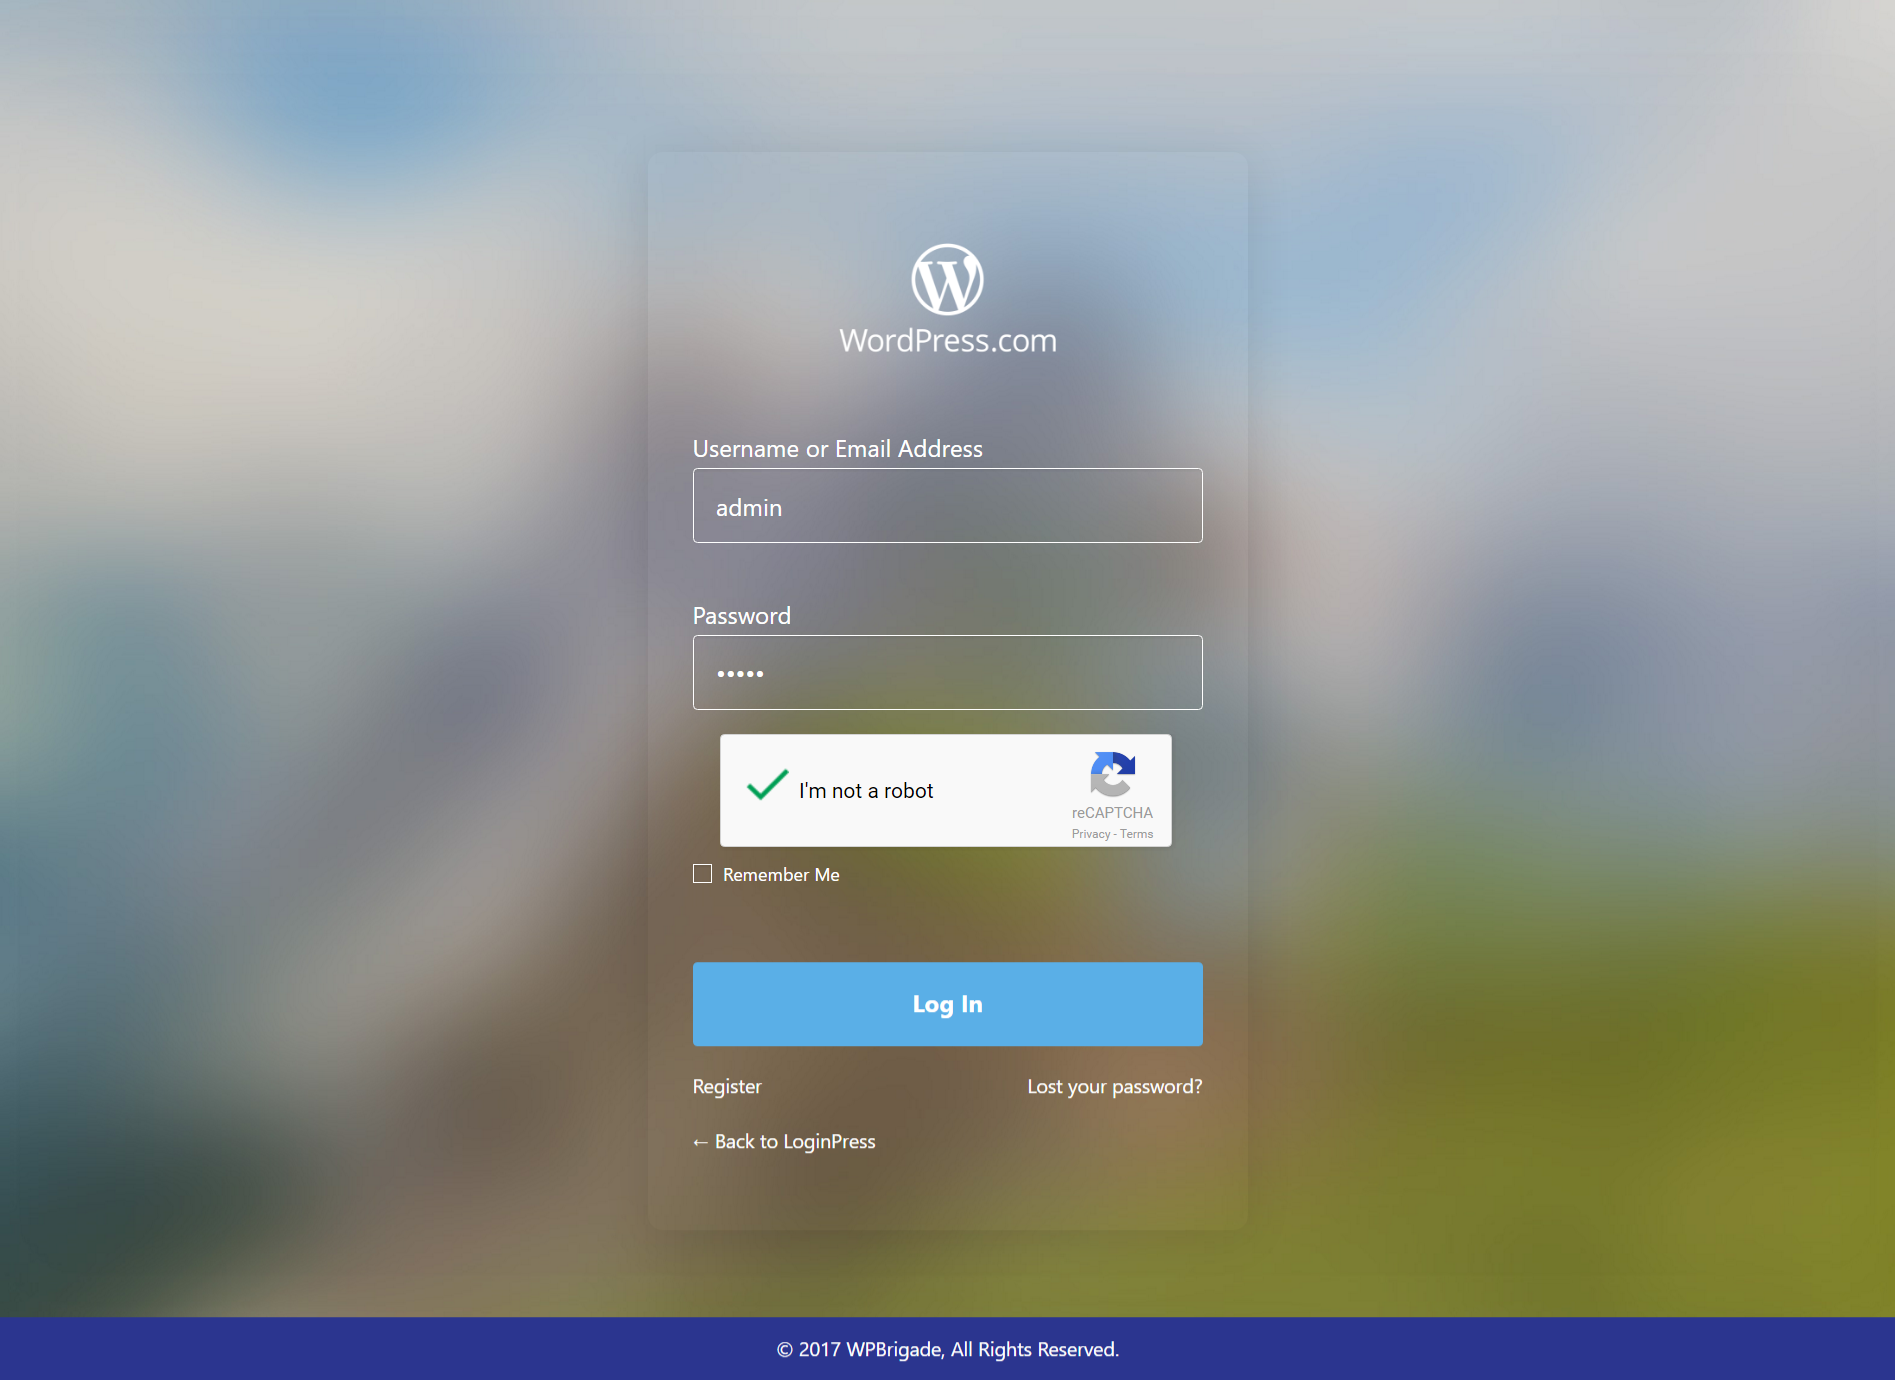 WordPress.com
Username or Email Address
admin
Password
•••••
I'm not a robot
reCAPTCHA
Privacy - Terms
Remember Me
Log In
Register
Lost your password?
← Back to LoginPress
© 2017 WPBrigade, All Rights Reserved.